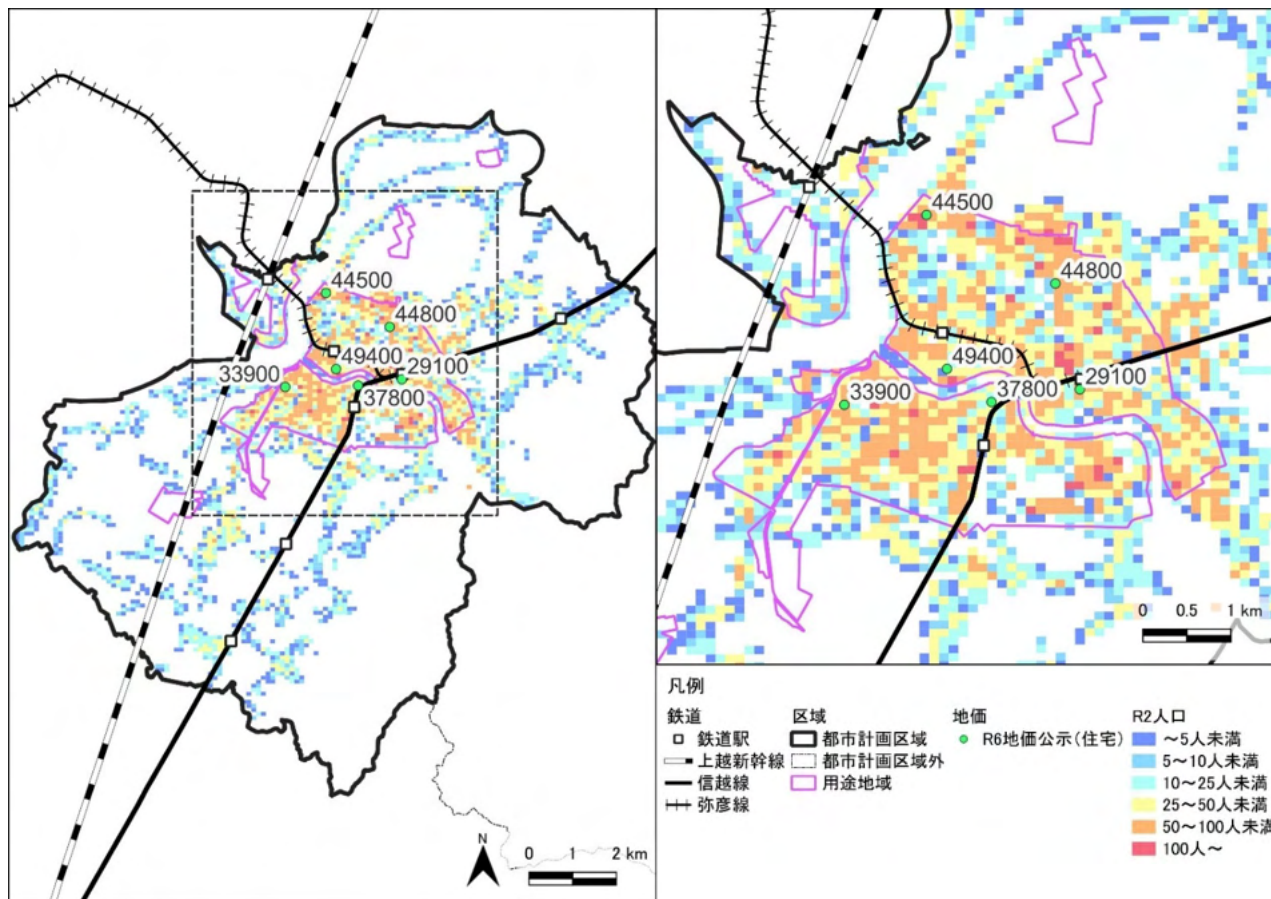 44500
44800
49400
29100
33900
37800
N
0 1 2 km
44500
44800
49400
29100
33900
37800
0 0.5 1 km
凡例
鉄道
鉄道駅
上越新幹線
信越線
弥彦線
区域
都市計画区域
都市計画区域外
用途地域
地価
R6地価公示(住宅)
R2人口
～5人未満
5～10人未満
10～25人未満
25～50人未満
50～100人未満
100人～